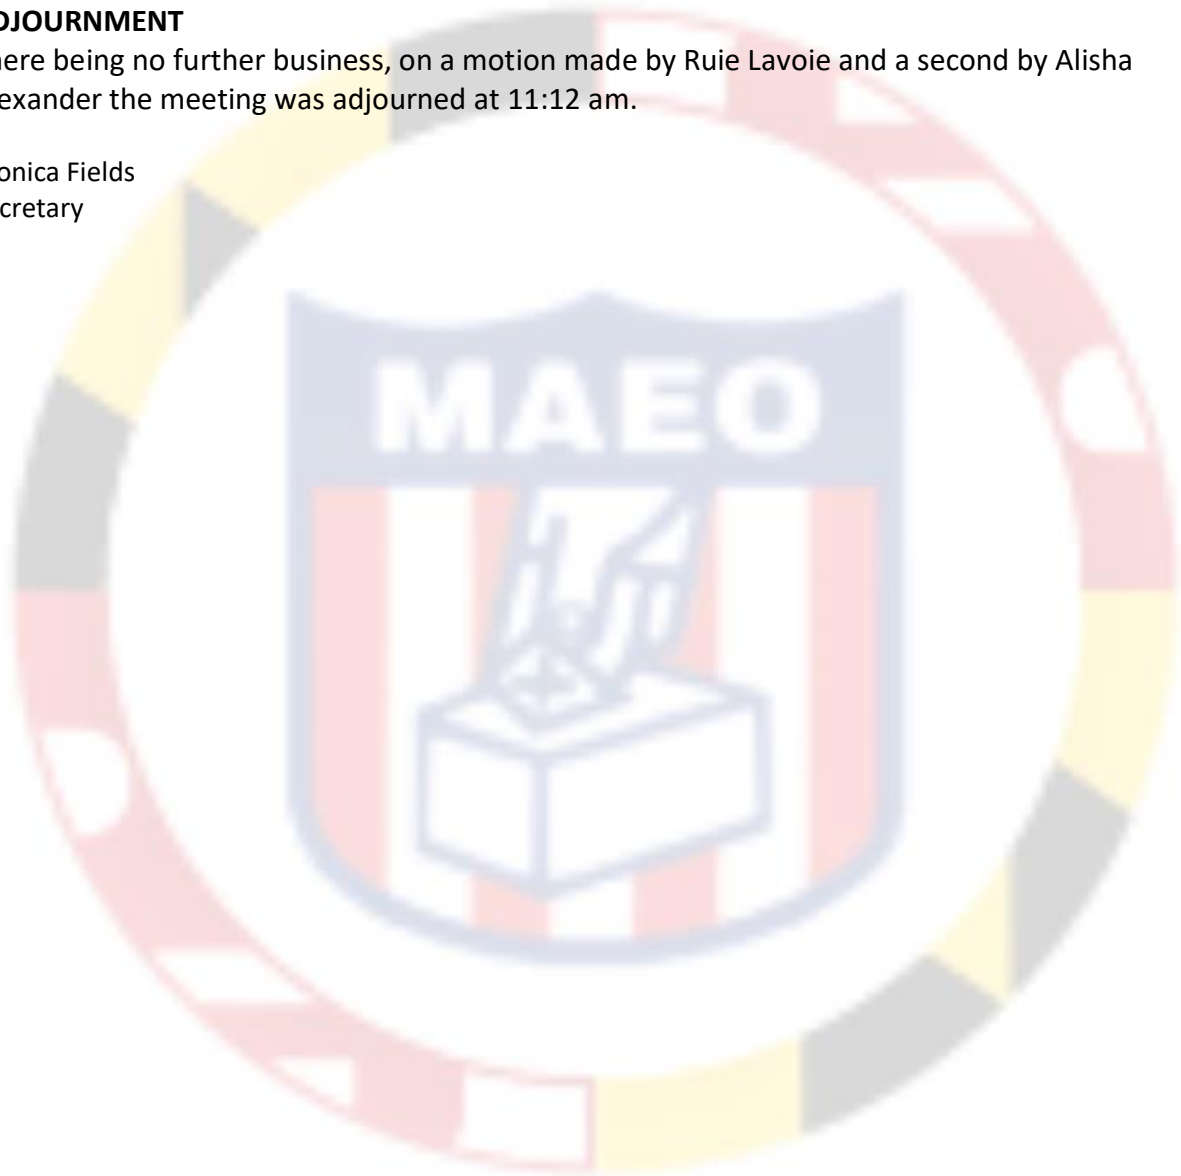 DJOURNMENT
ere being no further business, on a motion made by Ruie Lavoie and a second by Alisha
exander the meeting was adjourned at 11:12 am.
onica Fields
cretary
MAEO